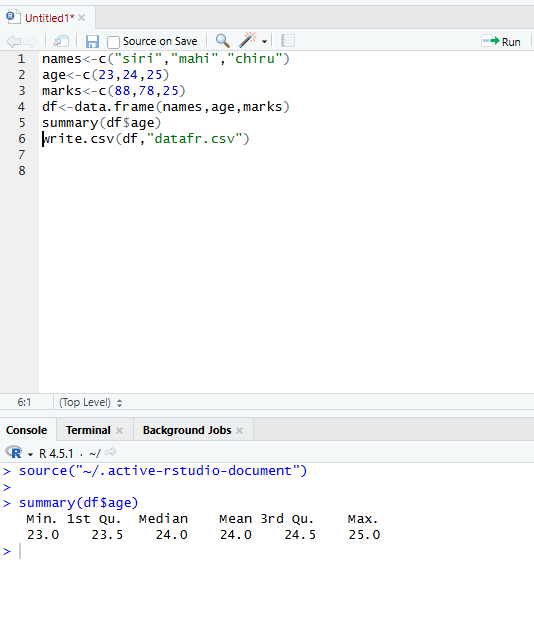 Untitled1*
Source on Save
Run
1 names<-c("siri","mahi","chiru")
2 age<-c(23,24,25)
3 marks<-c(88,78,25)
4 df<-data.frame(names,age,marks)
5 summary(df$age)
6 write.csv(df,"datafr.csv")
7
8
6:1 (Top Level)
Console Terminal Background Jobs
R R 4.5.1 · ~/
> source("~/.active-rstudio-document")
>
> summary(df$age)
Min. 1st Qu. Median Mean 3rd Qu. Max.
23.0 23.5 24.0 24.0 24.5 25.0
>